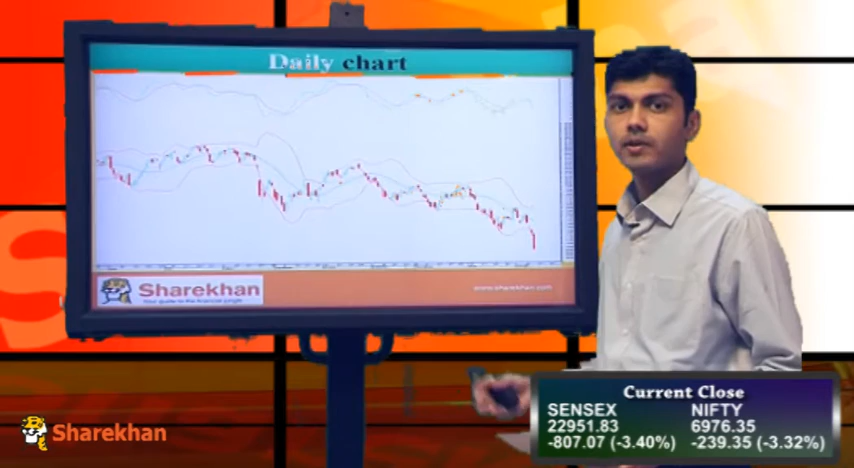 Daily chart
Sharekhan
Your guide to the financial jungle
www.sharekhan.com
Sharekhan
Current Close
SENSEX NIFTY
22951.83 6976.35
-807.07 (-3.40%) -239.35 (-3.32%)